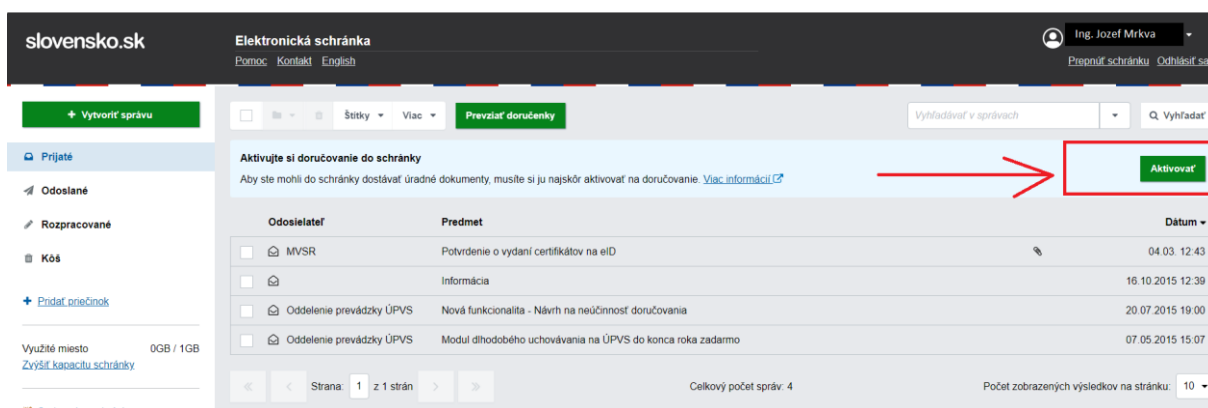 slovensko.sk
Elektronická schránka
Ing. Jozef Mrkva
Pomoc Kontakt English
Prepnúť schránku Odhlásiť sa
+ Vytvoriť správu
Štítky Viac Prevziať doručenky
Vyhľadávať v správach
Vyhľadať
Prijaté
Odoslané
Rozpracované
Kôš
+ Pridať priečinok
Využité miesto 0GB / 1GB
Zvýšiť kapacitu schránky
Aktivujte si doručovanie do schránky
Aby ste mohli do schránky dostávať úradné dokumenty, musíte si ju najskôr aktivovať na doručovanie. Viac informácií
Aktivovať
Odosielateľ Predmet Dátum
MVSR Potvrdenie o vydaní certifikátov na eID 04.03. 12:43
Informácia 16.10.2015 12:39
Oddelenie prevádzky ÚPVS Nová funkcionalita - Návrh na neúčinnosť doručovania 20.07.2015 19:00
Oddelenie prevádzky ÚPVS Modul dlhodobého uchovávania na ÚPVS do konca roka zadarmo 07.05.2015 15:07
« < Strana: 1 z 1 strán > »
Celkový počet správ: 4
Počet zobrazených výsledkov na stránku: 10